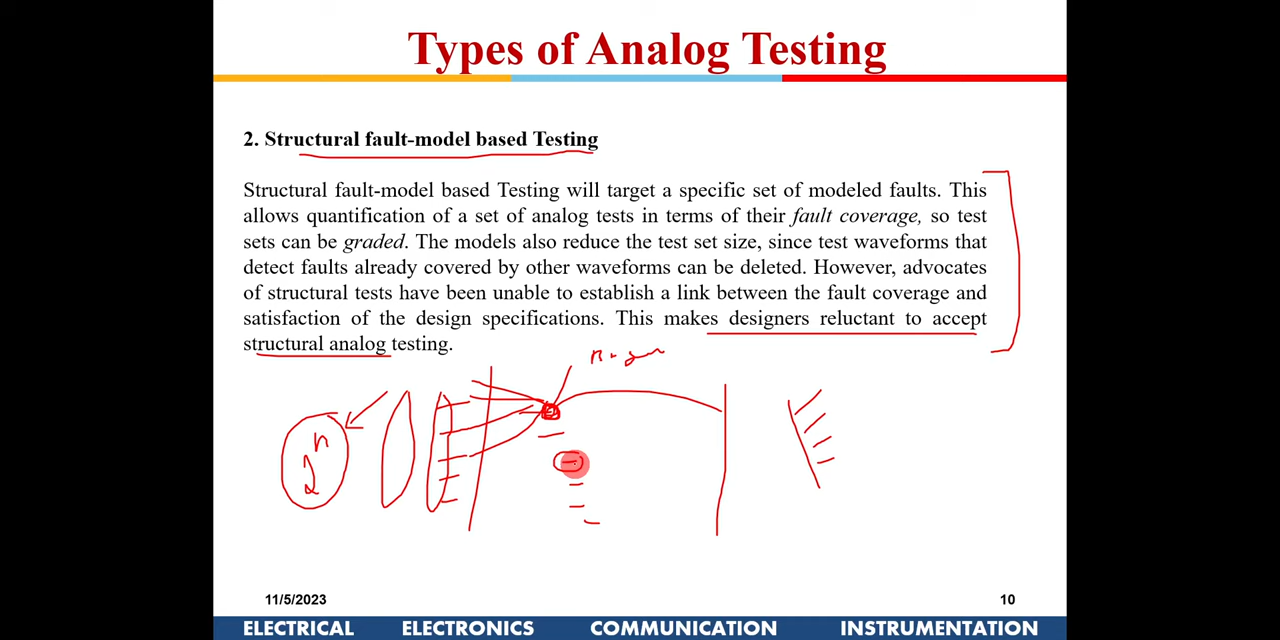 Types of Analog Testing
2. Structural fault-model based Testing
Structural fault-model based Testing will target a specific set of modeled faults. This
allows quantification of a set of analog tests in terms of their fault coverage, so test
sets can be graded. The models also reduce the test set size, since test waveforms that
detect faults already covered by other waveforms can be deleted. However, advocates
of structural tests have been unable to establish a link between the fault coverage and
satisfaction of the design specifications. This makes designers reluctant to accept
structural analog testing.
2^n
11/5/2023
10
ELECTRICAL ELECTRONICS COMMUNICATION INSTRUMENTATION